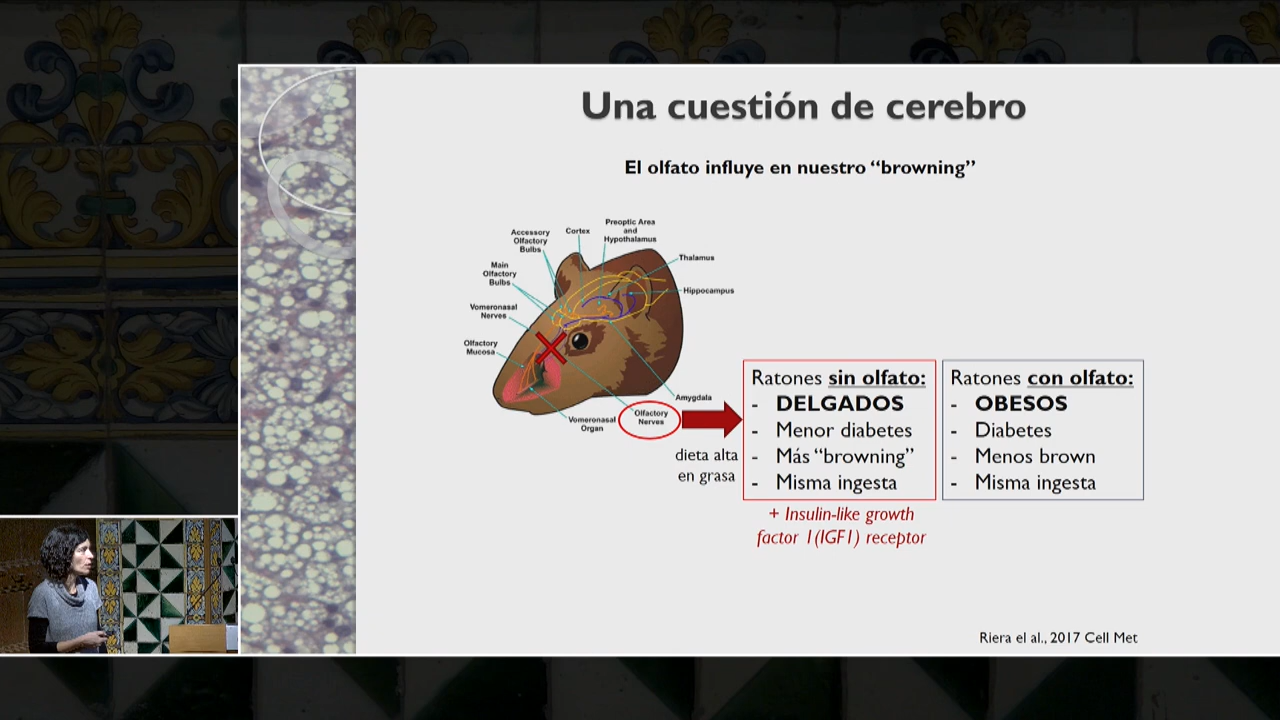 Una cuestión de cerebro
El olfato influye en nuestro “browning”
Preoptic Area
and
Hypothalamus
Cortex
Accessory
Olfactory
Bulbs
Thalamus
Main
Olfactory
Bulbs
Hippocampus
Vomeronasal
Nerves
Olfactory
Mucosa
Amygdala
Vomeronasal
Organ
Olfactory
Nerves
dieta alta
en grasa
Ratones sin olfato:
- DELGADOS
- Menor diabetes
- Más “browning”
- Misma ingesta
+ Insulin-like growth
factor 1(IGF1) receptor
Ratones con olfato:
- OBESOS
- Diabetes
- Menos brown
- Misma ingesta
Riera el al., 2017 Cell Met